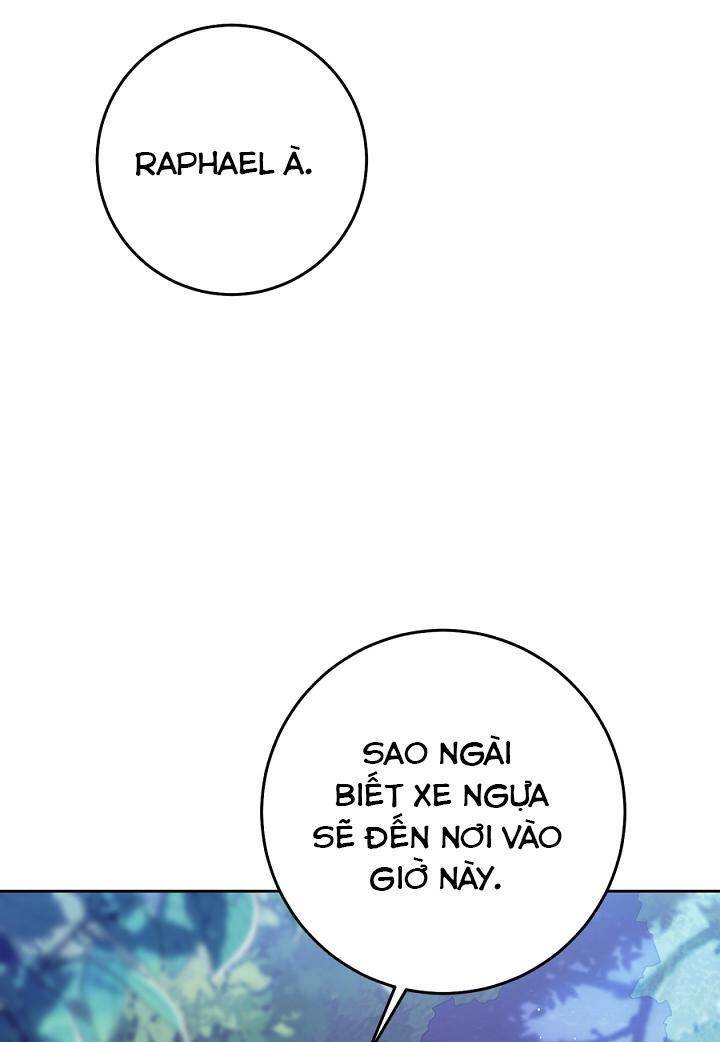 RAPHAEL À.
SAO NGÀI
BIẾT XE NGỰA
SẼ ĐẾN NƠI VÀO
GIỜ NÀY.